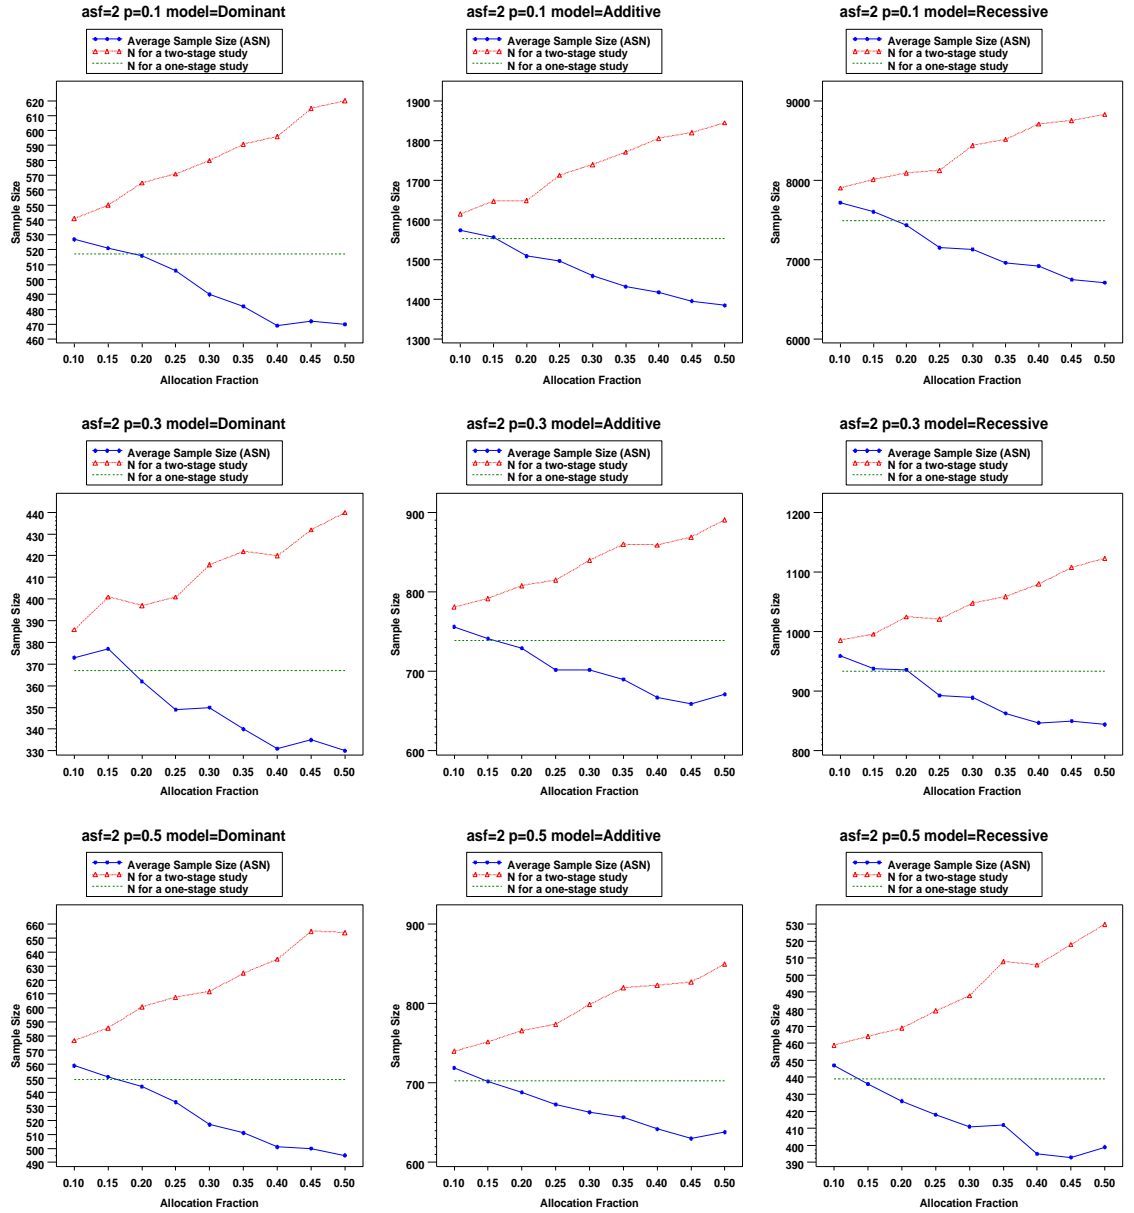 asf=2 p=0.1 model=Dominant
Average Sample Size (ASN)
N for a two-stage study
N for a one-stage study
620
610
600
590
580
570
560
550
540
530
520
510
500
490
480
470
460
Sample Size
0.10 0.15 0.20 0.25 0.30 0.35 0.40 0.45 0.50
Allocation Fraction
asf=2 p=0.1 model=Additive
Average Sample Size (ASN)
N for a two-stage study
N for a one-stage study
1900
1800
1700
1600
1500
1400
1300
Sample Size
0.10 0.15 0.20 0.25 0.30 0.35 0.40 0.45 0.50
Allocation Fraction
asf=2 p=0.1 model=Recessive
Average Sample Size (ASN)
N for a two-stage study
N for a one-stage study
9000
8000
7000
6000
Sample Size
0.10 0.15 0.20 0.25 0.30 0.35 0.40 0.45 0.50
Allocation Fraction
asf=2 p=0.3 model=Dominant
Average Sample Size (ASN)
N for a two-stage study
N for a one-stage study
440
430
420
410
400
390
380
370
360
350
340
330
Sample Size
0.10 0.15 0.20 0.25 0.30 0.35 0.40 0.45 0.50
Allocation Fraction
asf=2 p=0.3 model=Additive
Average Sample Size (ASN)
N for a two-stage study
N for a one-stage study
900
800
700
600
Sample Size
0.10 0.15 0.20 0.25 0.30 0.35 0.40 0.45 0.50
Allocation Fraction
asf=2 p=0.3 model=Recessive
Average Sample Size (ASN)
N for a two-stage study
N for a one-stage study
1200
1100
1000
900
800
Sample Size
0.10 0.15 0.20 0.25 0.30 0.35 0.40 0.45 0.50
Allocation Fraction
asf=2 p=0.5 model=Dominant
Average Sample Size (ASN)
N for a two-stage study
N for a one-stage study
660
650
640
630
620
610
600
590
580
570
560
550
540
530
520
510
500
490
Sample Size
0.10 0.15 0.20 0.25 0.30 0.35 0.40 0.45 0.50
Allocation Fraction
asf=2 p=0.5 model=Additive
Average Sample Size (ASN)
N for a two-stage study
N for a one-stage study
900
800
700
600
Sample Size
0.10 0.15 0.20 0.25 0.30 0.35 0.40 0.45 0.50
Allocation Fraction
asf=2 p=0.5 model=Recessive
Average Sample Size (ASN)
N for a two-stage study
N for a one-stage study
530
520
510
500
490
480
470
460
450
440
430
420
410
400
390
Sample Size
0.10 0.15 0.20 0.25 0.30 0.35 0.40 0.45 0.50
Allocation Fraction